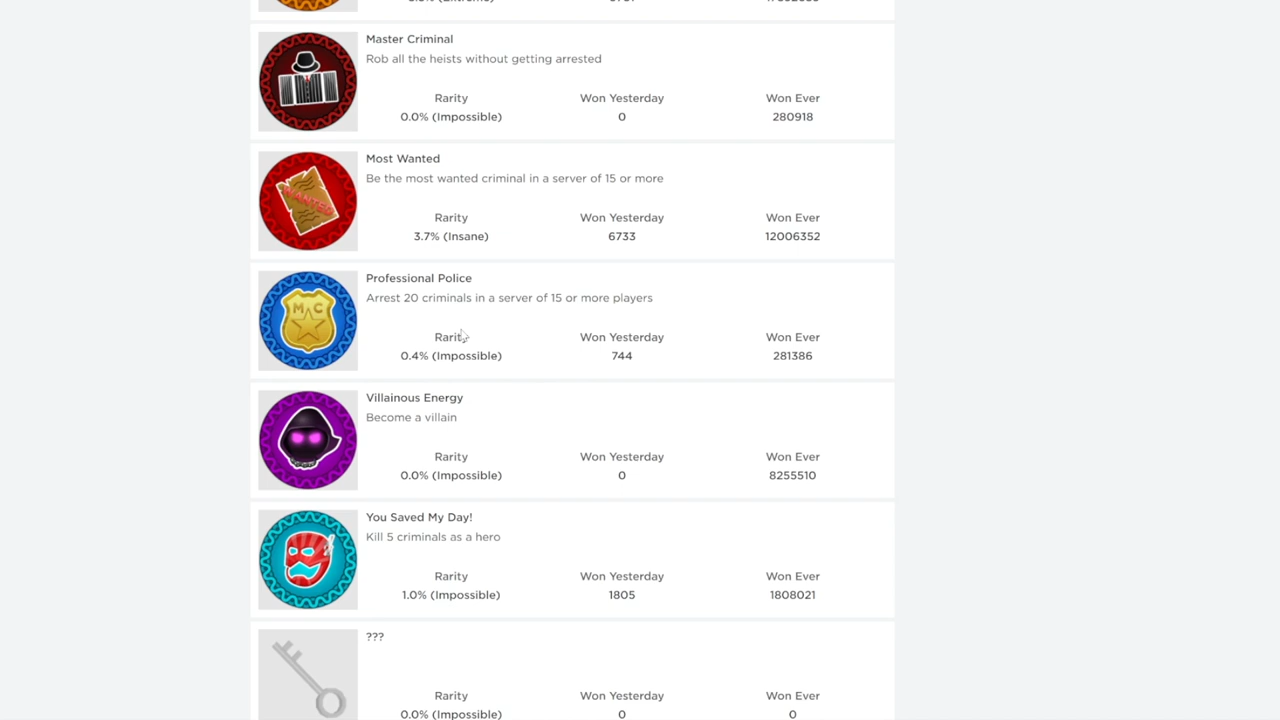 Master Criminal
Rob all the heists without getting arrested
Rarity Won Yesterday Won Ever
0.0% (Impossible) 0 280918
Most Wanted
Be the most wanted criminal in a server of 15 or more
WANTED
Rarity Won Yesterday Won Ever
3.7% (Insane) 6733 12006352
Professional Police
Arrest 20 criminals in a server of 15 or more players
M C
Rarity Won Yesterday Won Ever
0.4% (Impossible) 744 281386
Villainous Energy
Become a villain
Rarity Won Yesterday Won Ever
0.0% (Impossible) 0 8255510
You Saved My Day!
Kill 5 criminals as a hero
Rarity Won Yesterday Won Ever
1.0% (Impossible) 1805 1808021
???
Rarity Won Yesterday Won Ever
0.0% (Impossible) 0 0